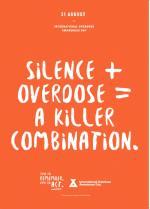 31 AUGUST
INTERNATIONAL OVERDOSE
AWARENESS DAY
SILENCE +
OVERDOSE =
A KILLER
COMBINATION.
TIME TO
REMEMBER.
TIME TO
ACT.
International Overdose
Awareness Day